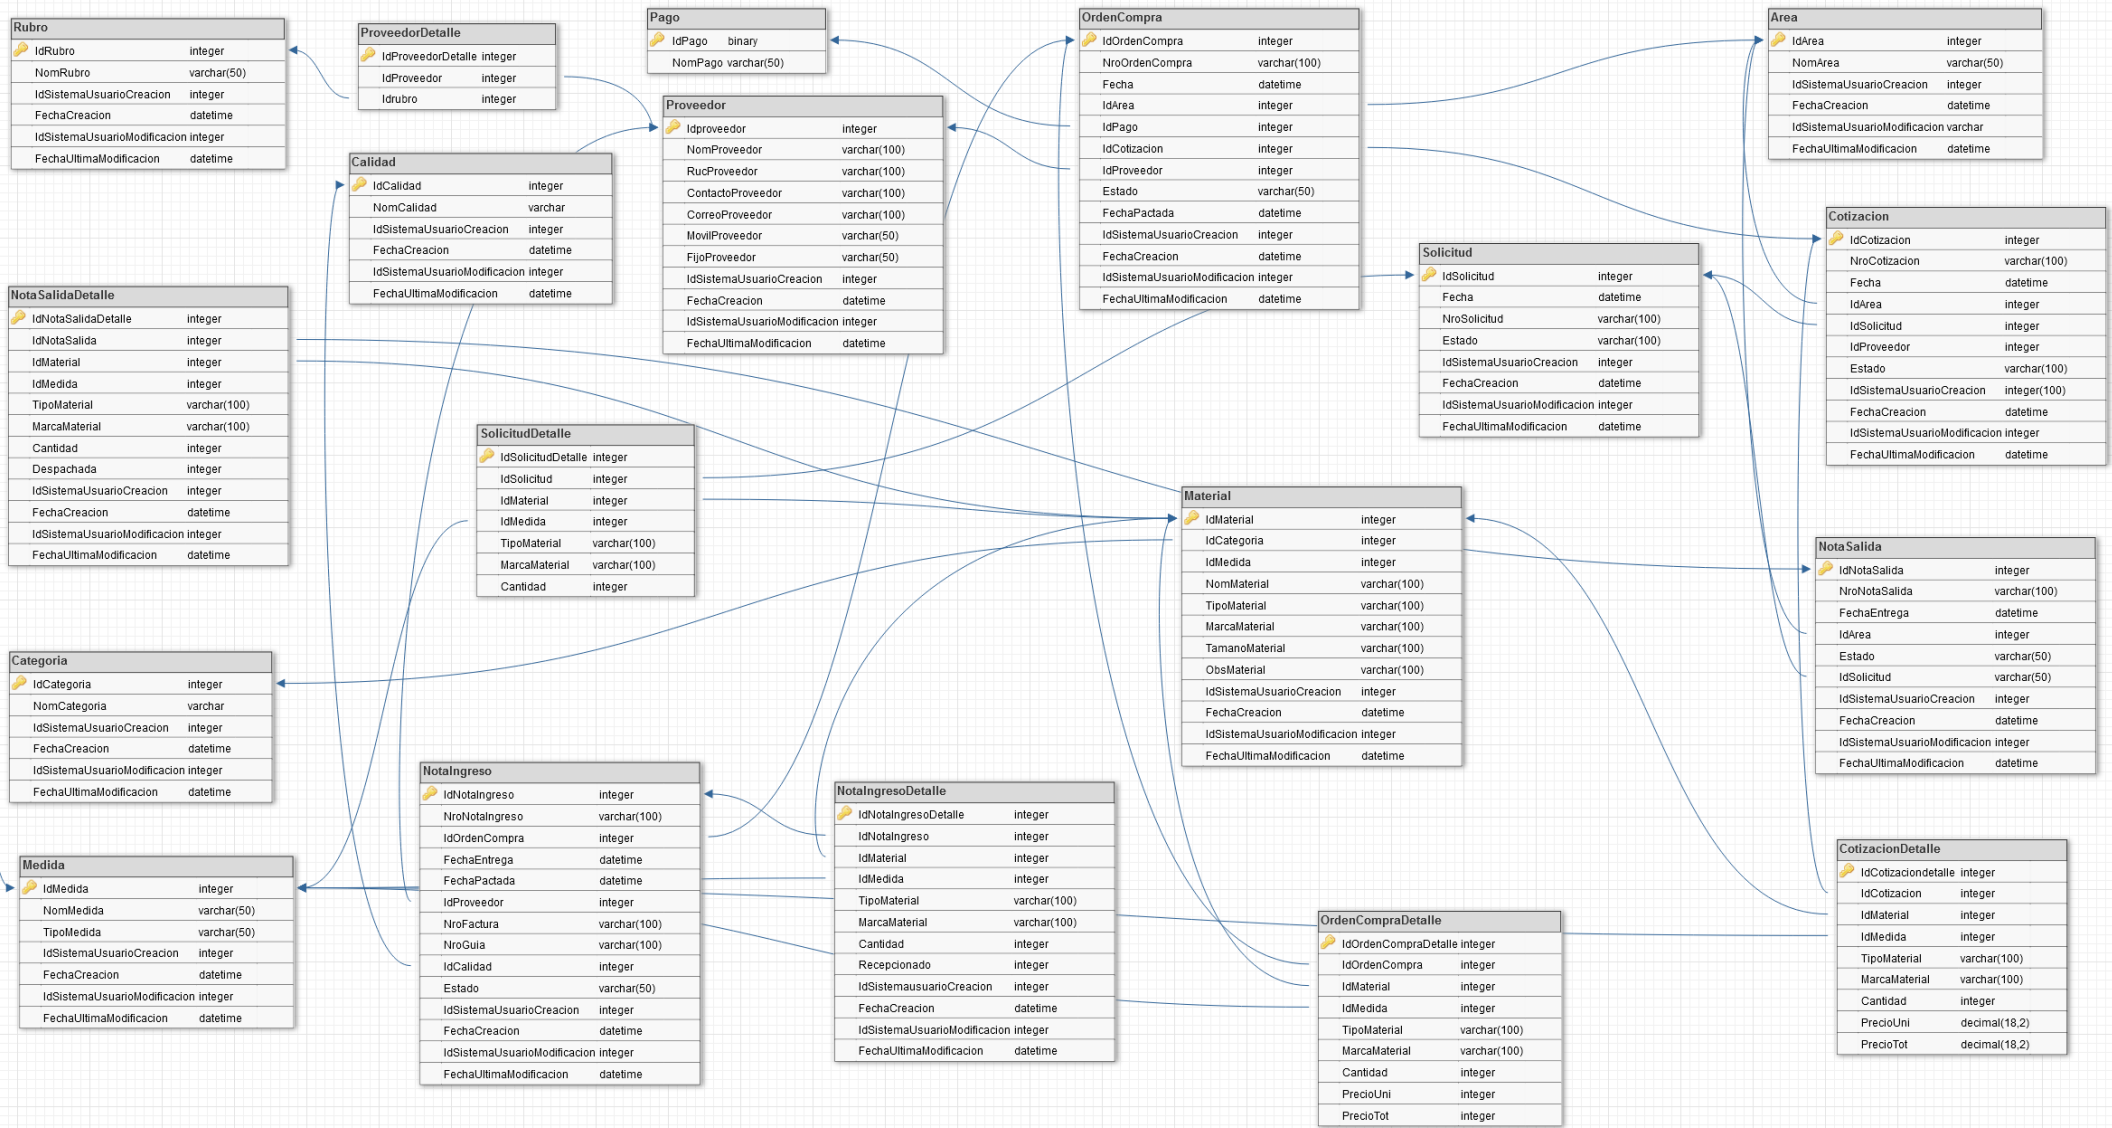 Rubro
IdRubro integer
NomRubro varchar(50)
IdSistemaUsuarioCreacion integer
FechaCreacion datetime
IdSistemaUsuarioModificacion integer
FechaUltimaModificacion datetime
ProveedorDetalle
IdProveedorDetalle integer
IdProveedor integer
Idrubro integer
Pago
IdPago binary
NomPago varchar(50)
Proveedor
Idproveedor integer
NomProveedor varchar(100)
RucProveedor varchar(100)
ContactoProveedor varchar(100)
CorreoProveedor varchar(100)
MovilProveedor varchar(50)
FijoProveedor varchar(50)
IdSistemaUsuarioCreacion integer
FechaCreacion datetime
IdSistemaUsuarioModificacion integer
FechaUltimaModificacion datetime
OrdenCompra
IdOrdenCompra integer
NroOrdenCompra varchar(100)
Fecha datetime
IdArea integer
IdPago integer
IdCotizacion integer
IdProveedor integer
Estado varchar(50)
FechaPactada datetime
IdSistemaUsuarioCreacion integer
FechaCreacion datetime
IdSistemaUsuarioModificacion integer
FechaUltimaModificacion datetime
Area
IdArea integer
NomArea varchar(50)
IdSistemaUsuarioCreacion integer
FechaCreacion datetime
IdSistemaUsuarioModificacion varchar
FechaUltimaModificacion datetime
Calidad
IdCalidad integer
NomCalidad varchar
IdSistemaUsuarioCreacion integer
FechaCreacion datetime
IdSistemaUsuarioModificacion integer
FechaUltimaModificacion datetime
Cotizacion
IdCotizacion integer
NroCotizacion varchar(100)
Fecha datetime
IdArea integer
IdSolicitud integer
IdProveedor integer
Estado varchar(100)
IdSistemaUsuarioCreacion integer(100)
FechaCreacion datetime
IdSistemaUsuarioModificacion integer
FechaUltimaModificacion datetime
Solicitud
IdSolicitud integer
Fecha datetime
NroSolicitud varchar(100)
Estado varchar(100)
IdSistemaUsuarioCreacion integer
FechaCreacion datetime
IdSistemaUsuarioModificacion integer
FechaUltimaModificacion datetime
NotaSalidaDetalle
IdNotaSalidaDetalle integer
IdNotaSalida integer
IdMaterial integer
IdMedida integer
TipoMaterial varchar(100)
MarcaMaterial varchar(100)
Cantidad integer
Despachada integer
IdSistemaUsuarioCreacion integer
FechaCreacion datetime
IdSistemaUsuarioModificacion integer
FechaUltimaModificacion datetime
SolicitudDetalle
IdSolicitudDetalle integer
IdSolicitud integer
IdMaterial integer
IdMedida integer
TipoMaterial varchar(100)
MarcaMaterial varchar(100)
Cantidad integer
Material
IdMaterial integer
IdCategoria integer
IdMedida integer
NomMaterial varchar(100)
TipoMaterial varchar(100)
MarcaMaterial varchar(100)
TamanoMaterial varchar(100)
ObsMaterial varchar(100)
IdSistemaUsuarioCreacion integer
FechaCreacion datetime
IdSistemaUsuarioModificacion integer
FechaUltimaModificacion datetime
NotaSalida
IdNotaSalida integer
NroNotaSalida varchar(100)
FechaEntrega datetime
IdArea integer
Estado varchar(50)
IdSolicitud varchar(50)
IdSistemaUsuarioCreacion integer
FechaCreacion datetime
IdSistemaUsuarioModificacion integer
FechaUltimaModificacion datetime
Categoria
IdCategoria integer
NomCategoria varchar
IdSistemaUsuarioCreacion integer
FechaCreacion datetime
IdSistemaUsuarioModificacion integer
FechaUltimaModificacion datetime
NotaIngreso
IdNotaIngreso integer
NroNotaIngreso varchar(100)
IdOrdenCompra integer
FechaEntrega datetime
FechaPactada datetime
IdProveedor integer
NroFactura varchar(100)
NroGuia varchar(100)
IdCalidad integer
Estado varchar(50)
IdSistemaUsuarioCreacion integer
FechaCreacion datetime
IdSistemaUsuarioModificacion integer
FechaUltimaModificacion datetime
NotaIngresoDetalle
IdNotaIngresoDetalle integer
IdNotaIngreso integer
IdMaterial integer
IdMedida integer
TipoMaterial varchar(100)
MarcaMaterial varchar(100)
Cantidad integer
Recepcionado integer
IdSistemausuarioCreacion integer
FechaCreacion datetime
IdSistemaUsuarioModificacion integer
FechaUltimaModificacion datetime
Medida
IdMedida integer
NomMedida varchar(50)
TipoMedida varchar(50)
IdSistemaUsuarioCreacion integer
FechaCreacion datetime
IdSistemaUsuarioModificacion integer
FechaUltimaModificacion datetime
CotizacionDetalle
IdCotizaciondetalle integer
IdCotizacion integer
IdMaterial integer
IdMedida integer
TipoMaterial varchar(100)
MarcaMaterial varchar(100)
Cantidad integer
PrecioUni decimal(18,2)
PrecioTot decimal(18,2)
OrdenCompraDetalle
IdOrdenCompraDetalle integer
IdOrdenCompra integer
IdMaterial integer
IdMedida integer
TipoMaterial varchar(100)
MarcaMaterial varchar(100)
Cantidad integer
PrecioUni integer
PrecioTot integer